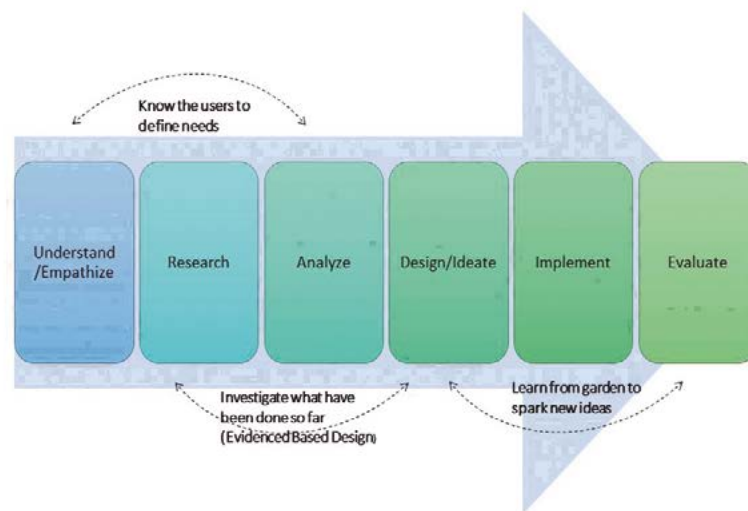 Know the users to
define needs
Understand
/Empathize
Research
Analyze
Design/Ideate
Implement
Evaluate
Investigate what have
been done so far
(Evidenced Based Design)
Learn from garden to
spark new ideas